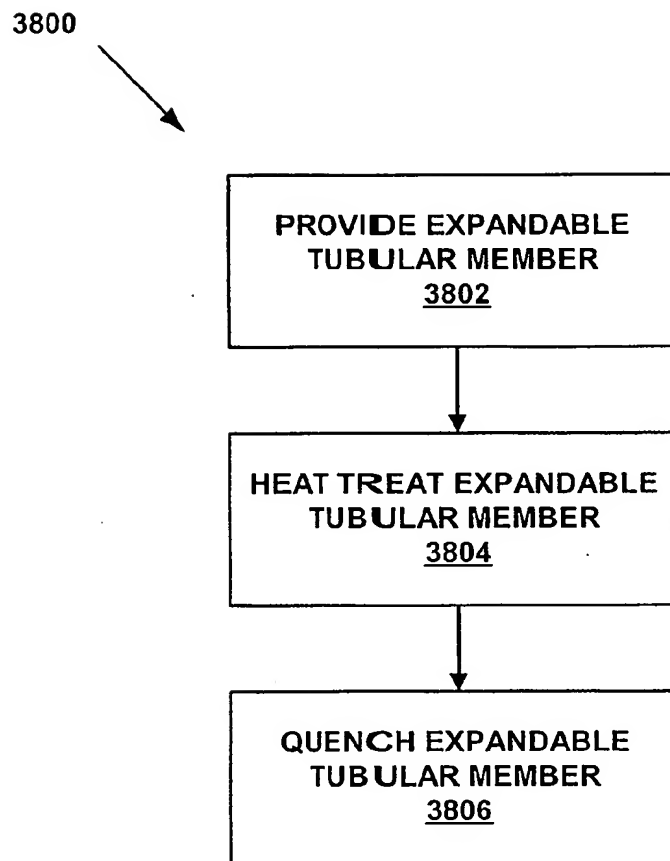 3800
PROVIDE EXPANDABLE
TUBULAR MEMBER
3802
HEAT TREAT EXPANDABLE
TUBULAR MEMBER
3804
QUENCH EXPANDABLE
TUBULAR MEMBER
3806